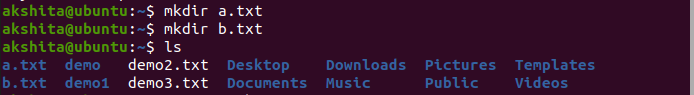 akshita@ubuntu:~$ mkdir a.txt
akshita@ubuntu:~$ mkdir b.txt
akshita@ubuntu:~$ ls
a.txt  demo   demo2.txt  Desktop    Downloads  Pictures  Templates
b.txt  demo1  demo3.txt  Documents  Music      Public    Videos